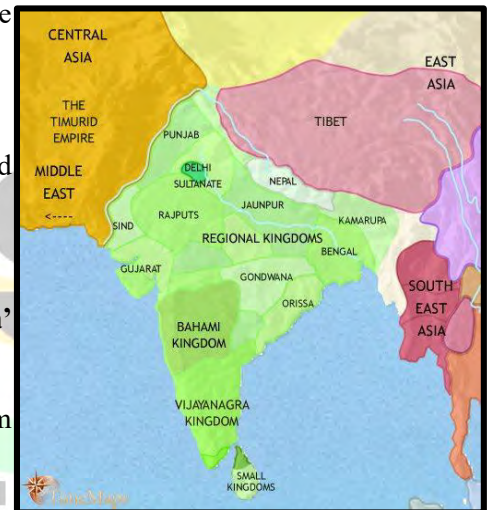 e
CENTRAL
ASIA
EAST
ASIA
THE
TIMURID
EMPIRE
TIBET
PUNJAB
d
MIDDLE
EAST
<----
DELHI
SULTANATE
NEPAL
RAJPUTS
JAUNPUR
KAMARUPA
SIND
REGIONAL KINGDOMS
BENGAL
GUJARAT
GONDWANA
SOUTH
EAST
ASIA
ORISSA
’
BAHAMI
KINGDOM
VIJAYANAGRA
KINGDOM
m
SMALL
KINGDOMS
TimeMaps